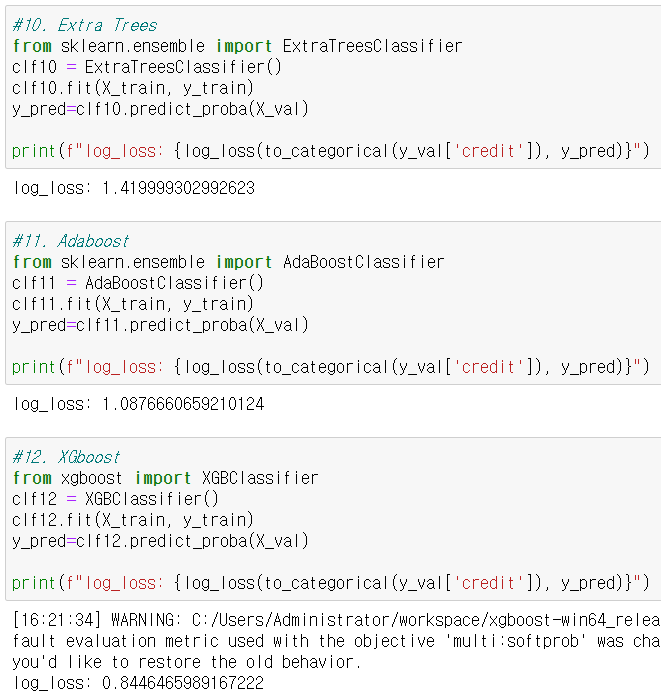 #10. Extra Trees
from sklearn.ensemble import ExtraTreesClassifier
clf10 = ExtraTreesClassifier()
clf10.fit(X_train, y_train)
y_pred=clf10.predict_proba(X_val)
print(f"log_loss: {log_loss(to_categorical(y_val['credit']), y_pred)}")
log_loss: 1.419999302992623
#11. Adaboost
from sklearn.ensemble import AdaBoostClassifier
clf11 = AdaBoostClassifier()
clf11.fit(X_train, y_train)
y_pred=clf11.predict_proba(X_val)
print(f"log_loss: {log_loss(to_categorical(y_val['credit']), y_pred)}")
log_loss: 1.0876660659210124
#12. XGboost
from xgboost import XGBClassifier
clf12 = XGBClassifier()
clf12.fit(X_train, y_train)
y_pred=clf12.predict_proba(X_val)
print(f"log_loss: {log_loss(to_categorical(y_val['credit']), y_pred)}")
[16:21:34] WARNING: C:/Users/Administrator/workspace/xgboost-win64_relea
fault evaluation metric used with the objective 'multi:softprob' was cha
you'd like to restore the old behavior.
log_loss: 0.8446465989167222